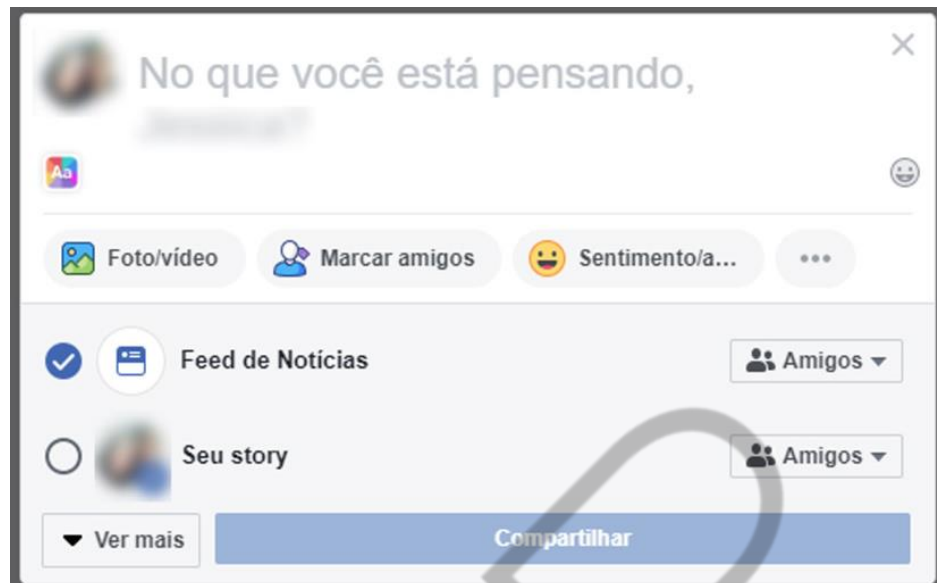 No que você está pensando,
Aa
Foto/vídeo Marcar amigos Sentimento/a...
Feed de Notícias Amigos
Seu story Amigos
Ver mais Compartilhar